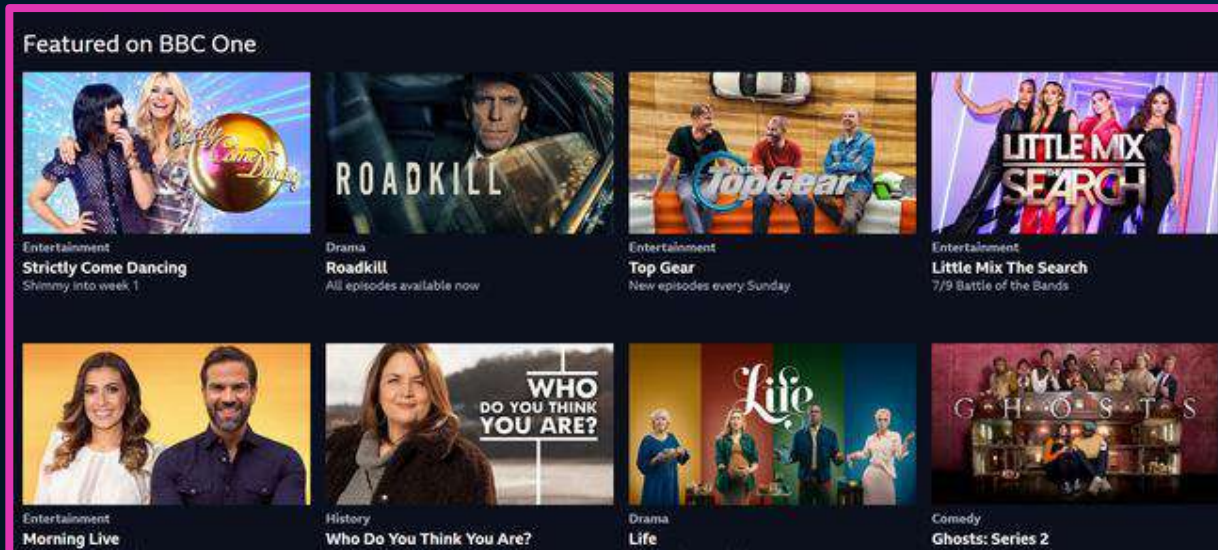 Featured on BBC One
Strictly Come Dancing
ROADKILL
TopGear
LITTLE MIX
THE
SEARCH
Entertainment
Strictly Come Dancing
Shimmy into week 1
Drama
Roadkill
All episodes available now
Entertainment
Top Gear
New episodes every Sunday
Entertainment
Little Mix The Search
7/9 Battle of the Bands
WHO
DO YOU THINK
YOU ARE?
Life
GHOSTS
Entertainment
Morning Live
History
Who Do You Think You Are?
Drama
Life
Comedy
Ghosts: Series 2